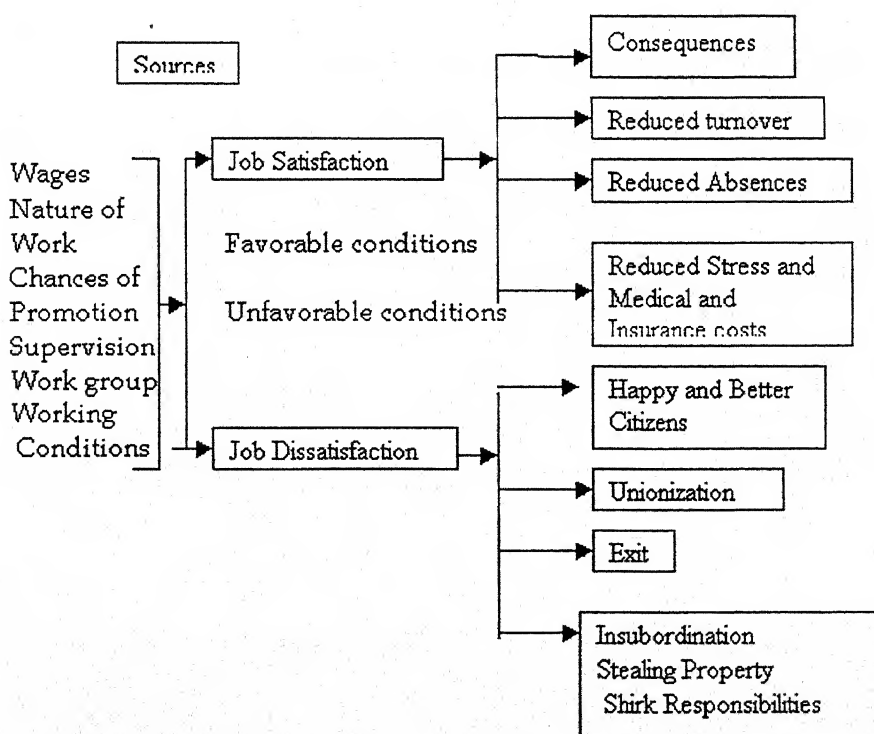 Sources
Wages
Nature of
Work
Chances of
Promotion
Supervision
Work group
Working
Conditions
Job Satisfaction
Favorable conditions
Unfavorable conditions
Job Dissatisfaction
Consequences
Reduced turnover
Reduced Absences
Reduced Stress and
Medical and
Insurance costs
Happy and Better
Citizens
Unionization
Exit
Insubordination
Stealing Property
Shirk Responsibilities